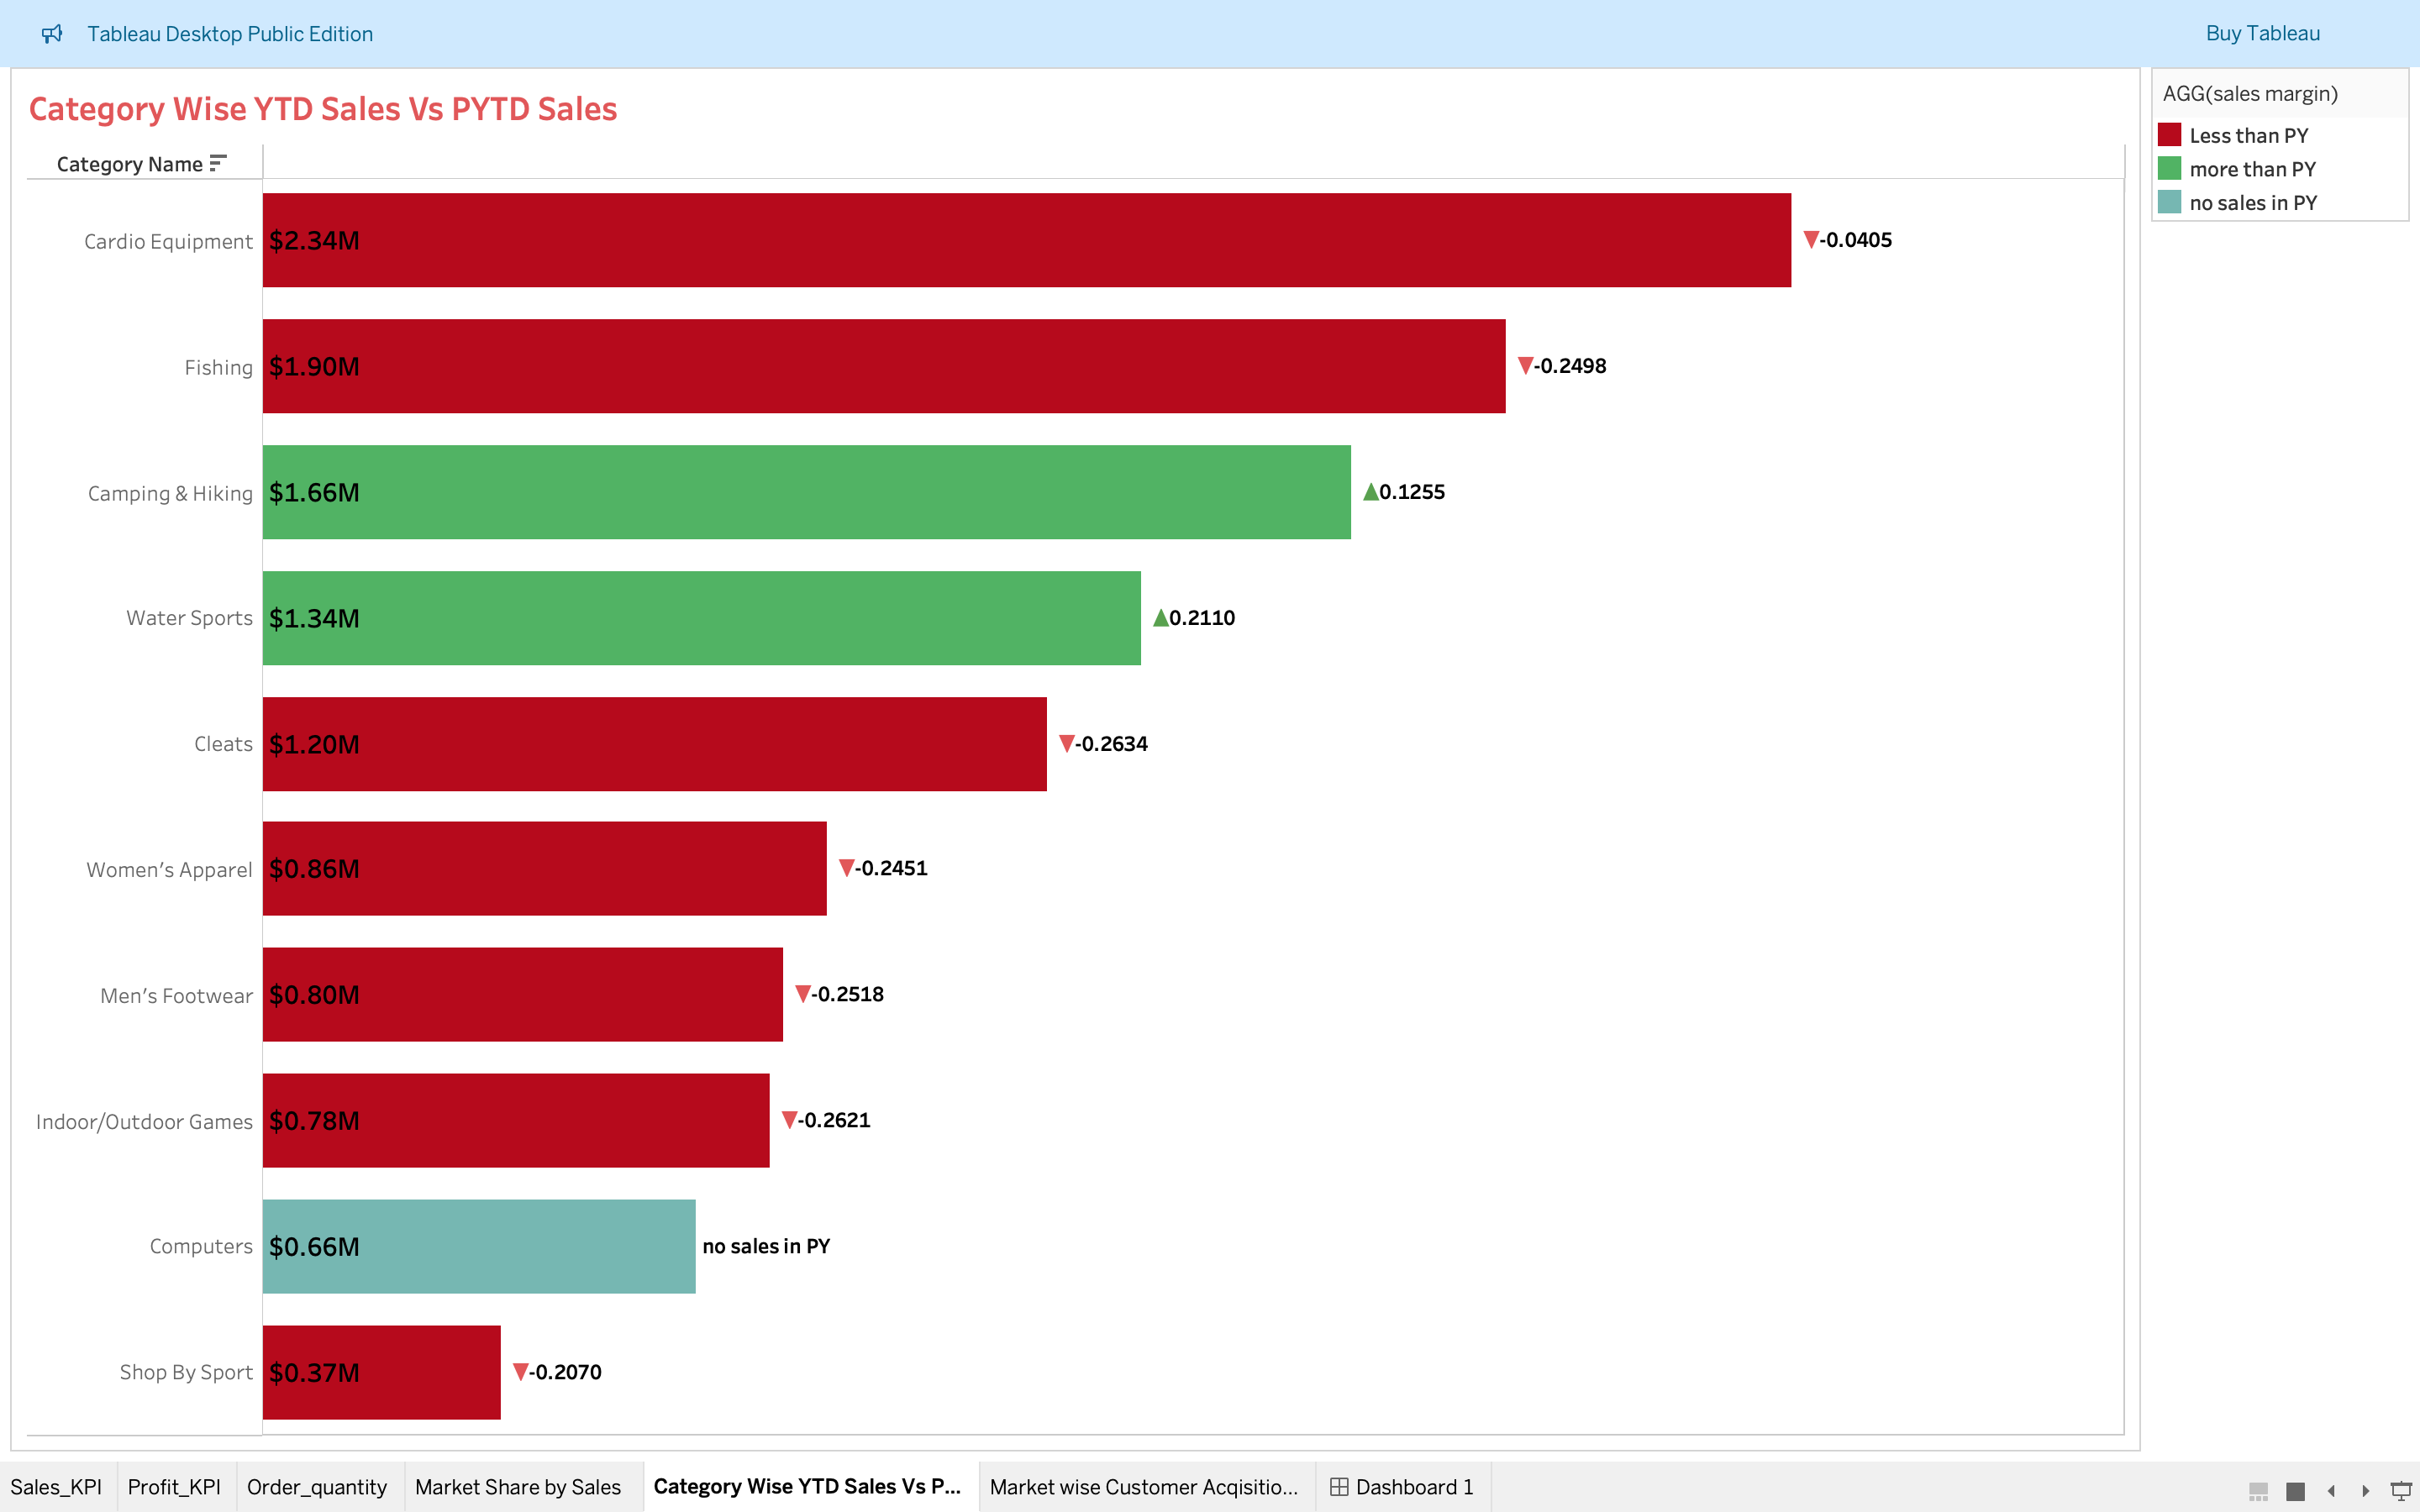 Tableau Desktop Public Edition
Buy Tableau
Category Wise YTD Sales Vs PYTD Sales
AGG(sales margin)
Less than PY
more than PY
no sales in PY
Category Name
Cardio Equipment $2.34M ▼-0.0405
Fishing $1.90M ▼-0.2498
Camping & Hiking $1.66M ▲0.1255
Water Sports $1.34M ▲0.2110
Cleats $1.20M ▼-0.2634
Women's Apparel $0.86M ▼-0.2451
Men's Footwear $0.80M ▼-0.2518
Indoor/Outdoor Games $0.78M ▼-0.2621
Computers $0.66M no sales in PY
Shop By Sport $0.37M ▼-0.2070
Sales_KPI Profit_KPI Order_quantity Market Share by Sales Category Wise YTD Sales Vs P... Market wise Customer Acqisitio... Dashboard 1